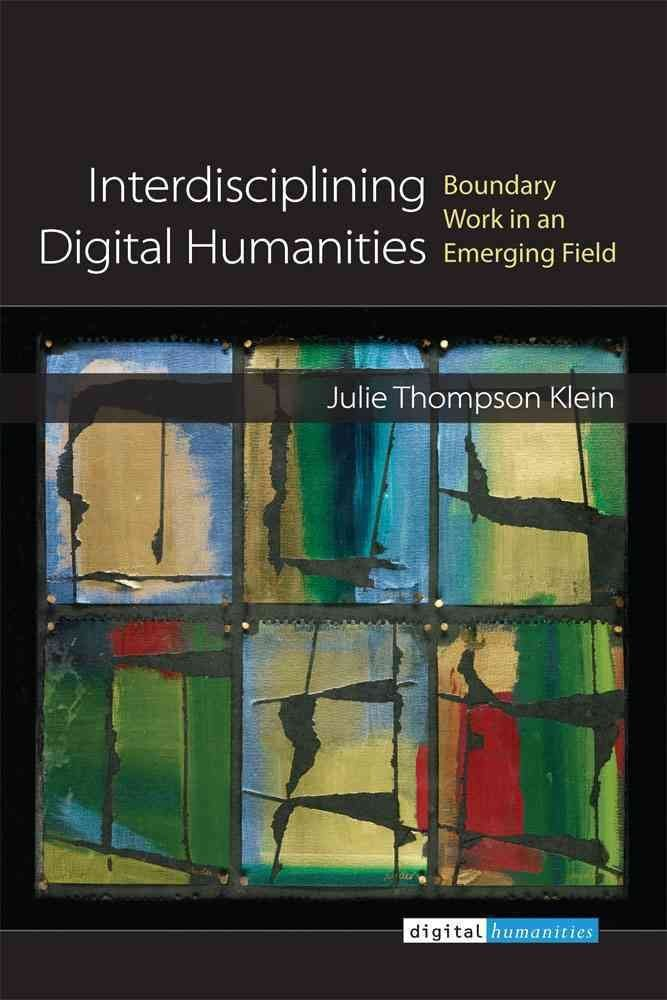 Interdisciplining
Digital Humanities
Boundary
Work in an
Emerging Field
Julie Thompson Klein
digital humanities